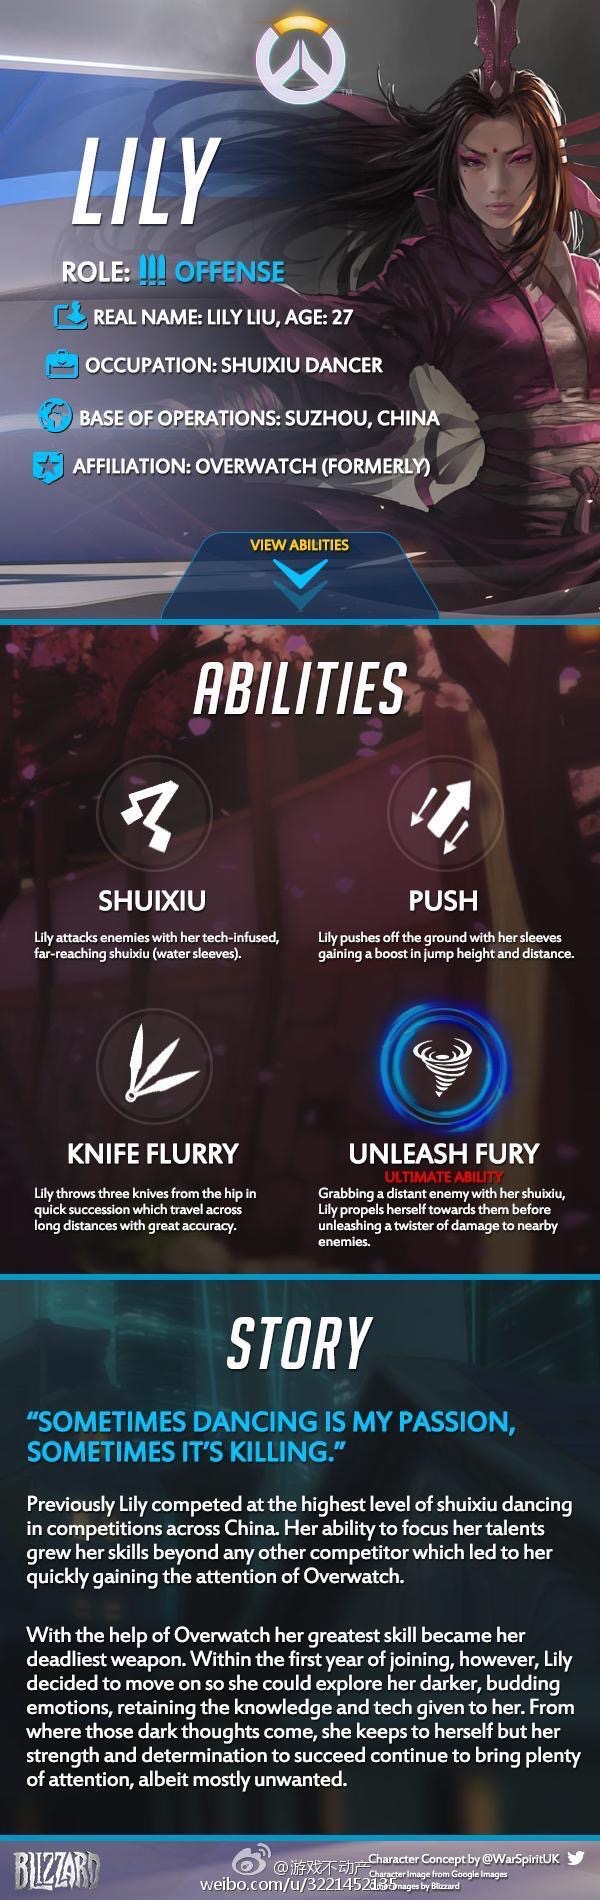 TM
LILY
ROLE: OFFENSE
REAL NAME: LILY LIU, AGE: 27
OCCUPATION: SHUIXIU DANCER
BASE OF OPERATIONS: SUZHOU, CHINA
AFFILIATION: OVERWATCH (FORMERLY)
VIEW ABILITIES
ABILITIES
SHUIXIU
Lily attacks enemies with her tech-infused,
far-reaching shuixiu (water sleeves).
PUSH
Lily pushes off the ground with her sleeves
gaining a boost in jump height and distance.
KNIFE FLURRY
Lily throws three knives from the hip in
quick succession which travel across
long distances with great accuracy.
UNLEASH FURY
ULTIMATE ABILITY
Grabbing a distant enemy with her shuixiu,
Lily propels herself towards them before
unleashing a twister of damage to nearby
enemies.
STORY
“SOMETIMES DANCING IS MY PASSION,
SOMETIMES IT’S KILLING.”
Previously Lily competed at the highest level of shuixiu dancing
in competitions across China. Her ability to focus her talents
grew her skills beyond any other competitor which led to her
quickly gaining the attention of Overwatch.
With the help of Overwatch her greatest skill became her
deadliest weapon. Within the first year of joining, however, Lily
decided to move on so she could explore her darker, budding
emotions, retaining the knowledge and tech given to her. From
where those dark thoughts come, she keeps to herself but her
strength and determination to succeed continue to bring plenty
of attention, albeit mostly unwanted.
BLIZZARD
Character Concept by @WarSpiritUK
Character Image from Google Images
Images by Blizzard
@游戏不动产
weibo.com/u/3221452135